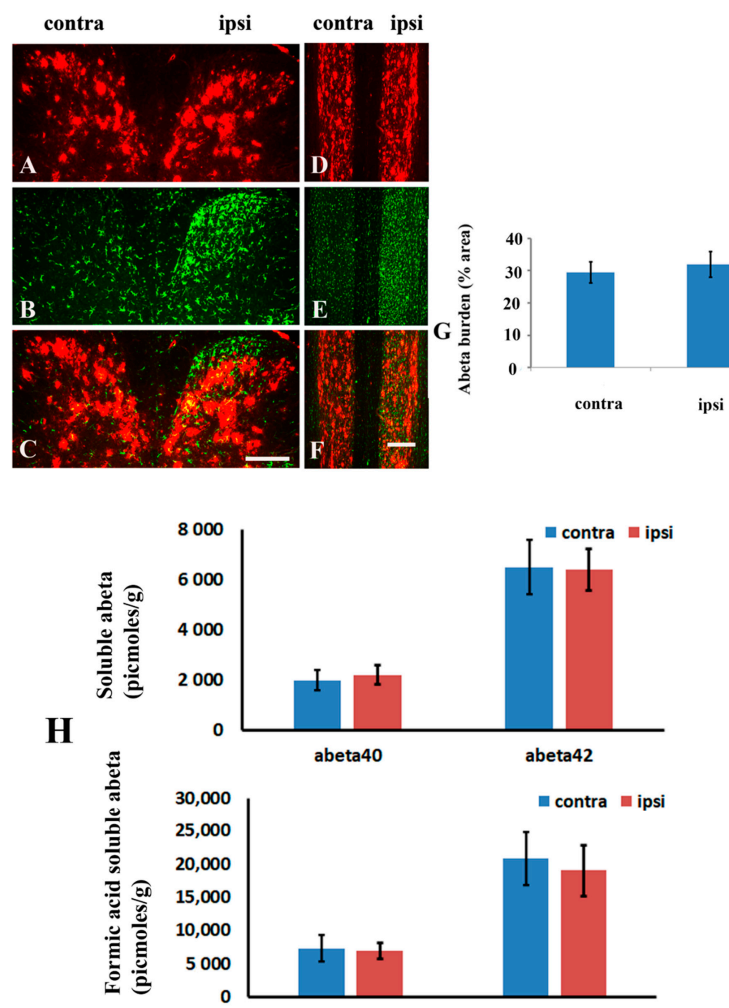 contra ipsi contra ipsi
A
D
B
E
C
F
G
Abeta burden (% area)
50
40
30
20
10
0
contra ipsi
H
Soluble abeta
(picmoles/g)
8 000
6 000
4 000
2 000
0
contra ipsi
abeta40 abeta42
Formic acid soluble abeta
(picmoles/g)
30,000
25,000
20,000
15,000
10,000
5 000
0
contra ipsi